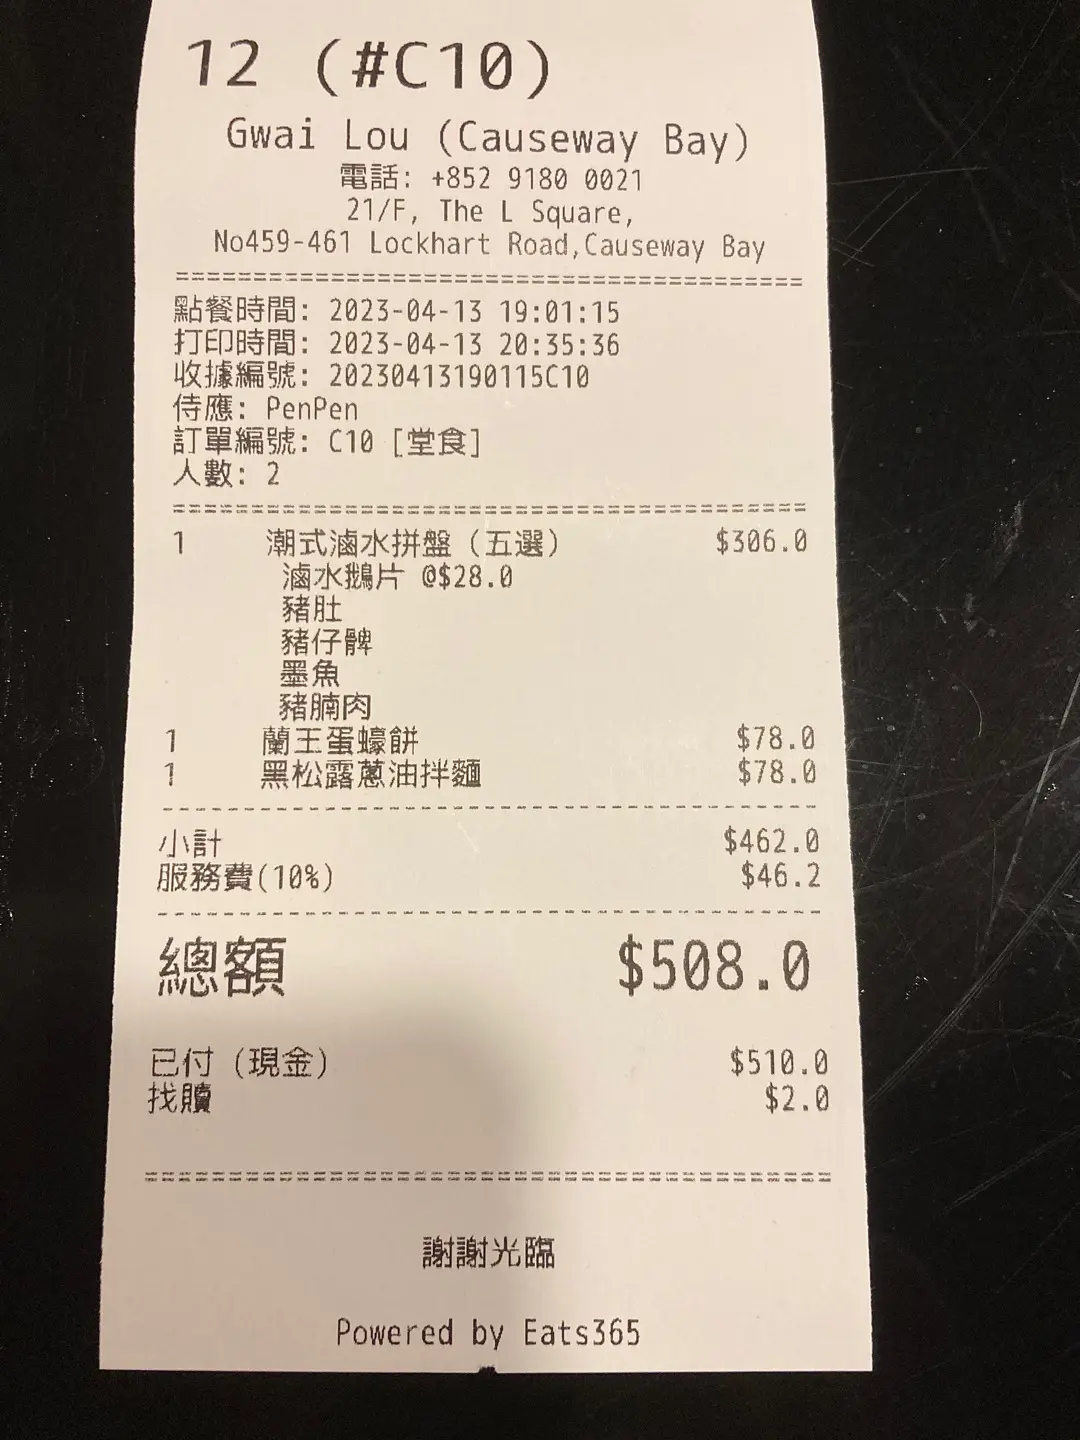 12 (#C10)
Gwai Lou (Causeway Bay)
電話: +852 9180 0021
21/F, The L Square,
No459-461 Lockhart Road,Causeway Bay
點餐時間: 2023-04-13 19:01:15
打印時間: 2023-04-13 20:35:36
收據編號: 20230413190115C10
侍應: PenPen
訂單編號: C10 [堂食]
人數: 2
1 潮式滷水拼盤 (五選) $306.0
滷水鵝片 @$28.0
豬肚
豬仔髀
墨魚
豬腩肉
1 蘭王蛋蠔餅 $78.0
1 黑松露蔥油拌麵 $78.0
小計 $462.0
服務費(10%) $46.2
總額 $508.0
已付 (現金) $510.0
找贖 $2.0
謝謝光臨
Powered by Eats365